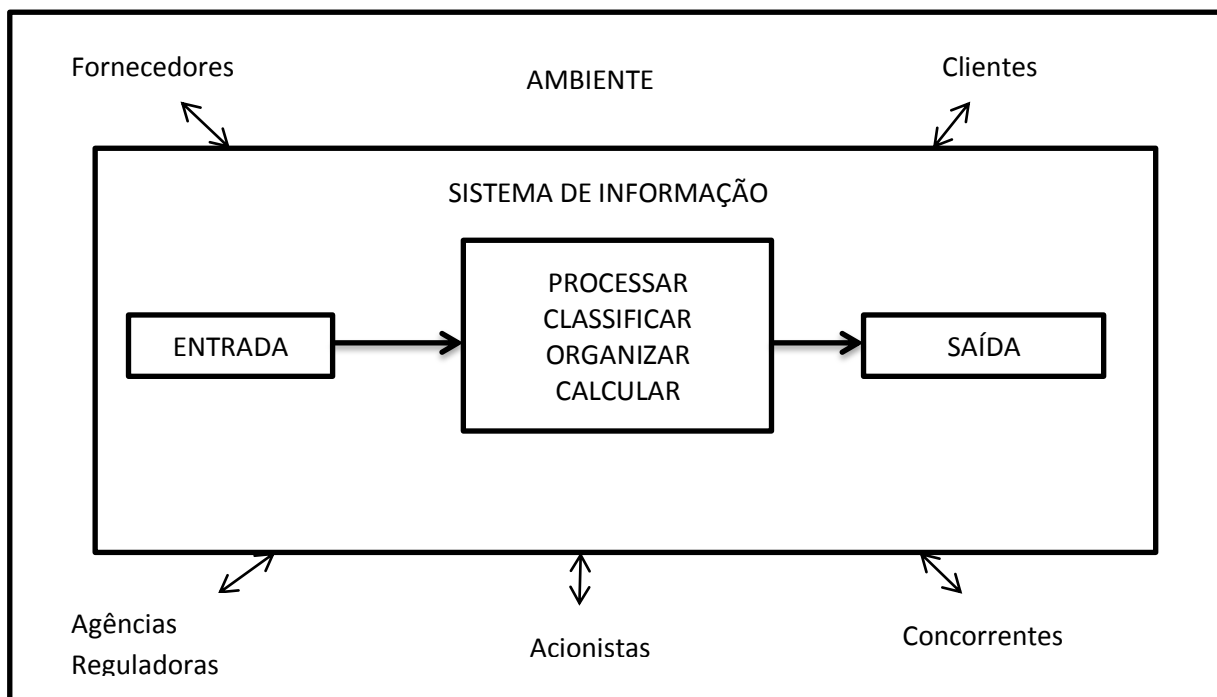 Fornecedores
AMBIENTE
Clientes
SISTEMA DE INFORMAÇÃO
ENTRADA
PROCESSAR
CLASSIFICAR
ORGANIZAR
CALCULAR
SAÍDA
Agências
Reguladoras
Acionistas
Concorrentes